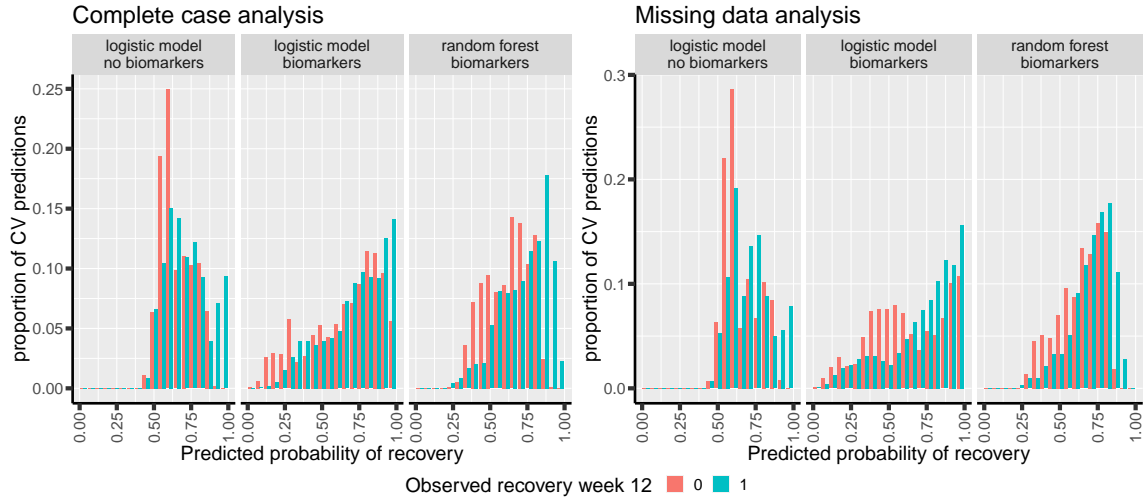 Complete case analysis
logistic model
no biomarkers
logistic model
biomarkers
random forest
biomarkers
proportion of CV predictions
0.25
0.20
0.15
0.10
0.05
0.00
0.00 0.25 0.50 0.75 1.00
0.00 0.25 0.50 0.75 1.00
0.00 0.25 0.50 0.75 1.00
Predicted probability of recovery
Missing data analysis
logistic model
no biomarkers
logistic model
biomarkers
random forest
biomarkers
proportion of CV predictions
0.3
0.2
0.1
0.0
0.00 0.25 0.50 0.75 1.00
0.00 0.25 0.50 0.75 1.00
0.00 0.25 0.50 0.75 1.00
Predicted probability of recovery
Observed recovery week 12 0 1